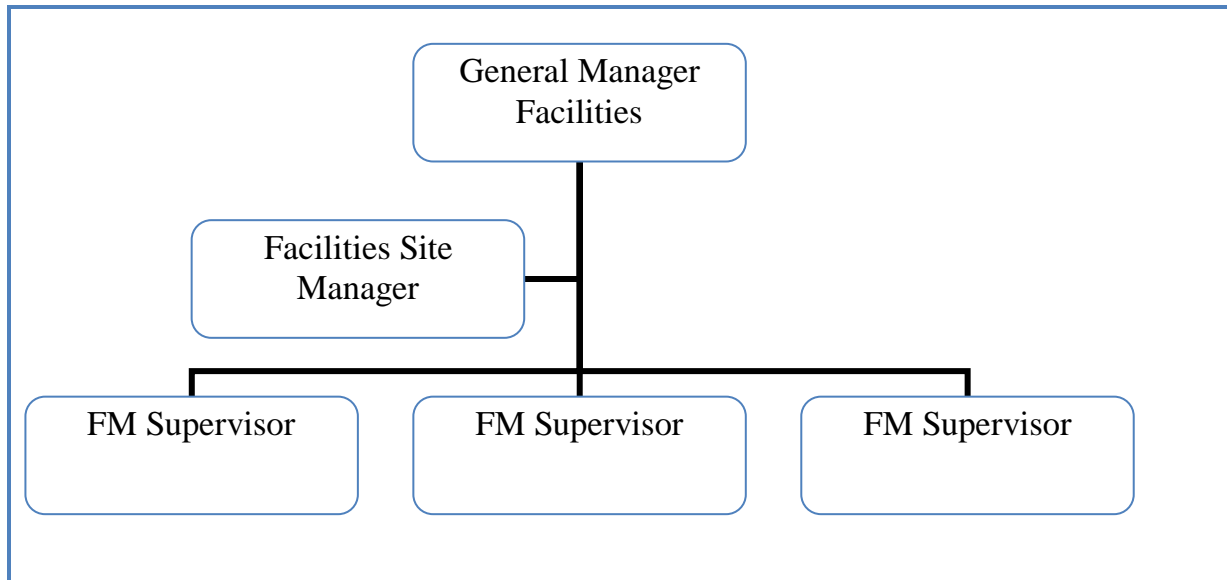 General Manager
Facilities
Facilities Site
Manager
FM Supervisor
FM Supervisor
FM Supervisor